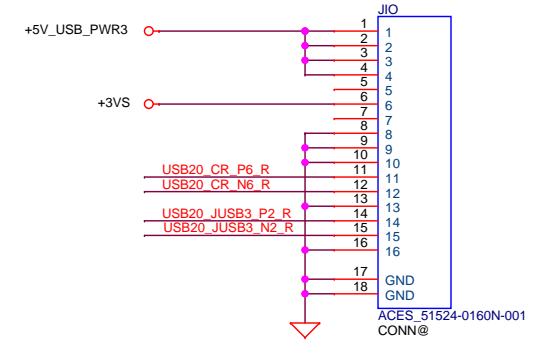 JIO
+5V_USB_PWR3
1 1
2 2
3 3
4 4
5 5
+3VS 6 6
7 7
8 8
9 9
10 10
USB20_CR_P6_R 11 11
USB20_CR_N6_R 12 12
13 13
USB20_JUSB3_P2_R 14 14
USB20_JUSB3_N2_R 15 15
16 16
17 GND
18 GND
ACES_51524-0160N-001
CONN@